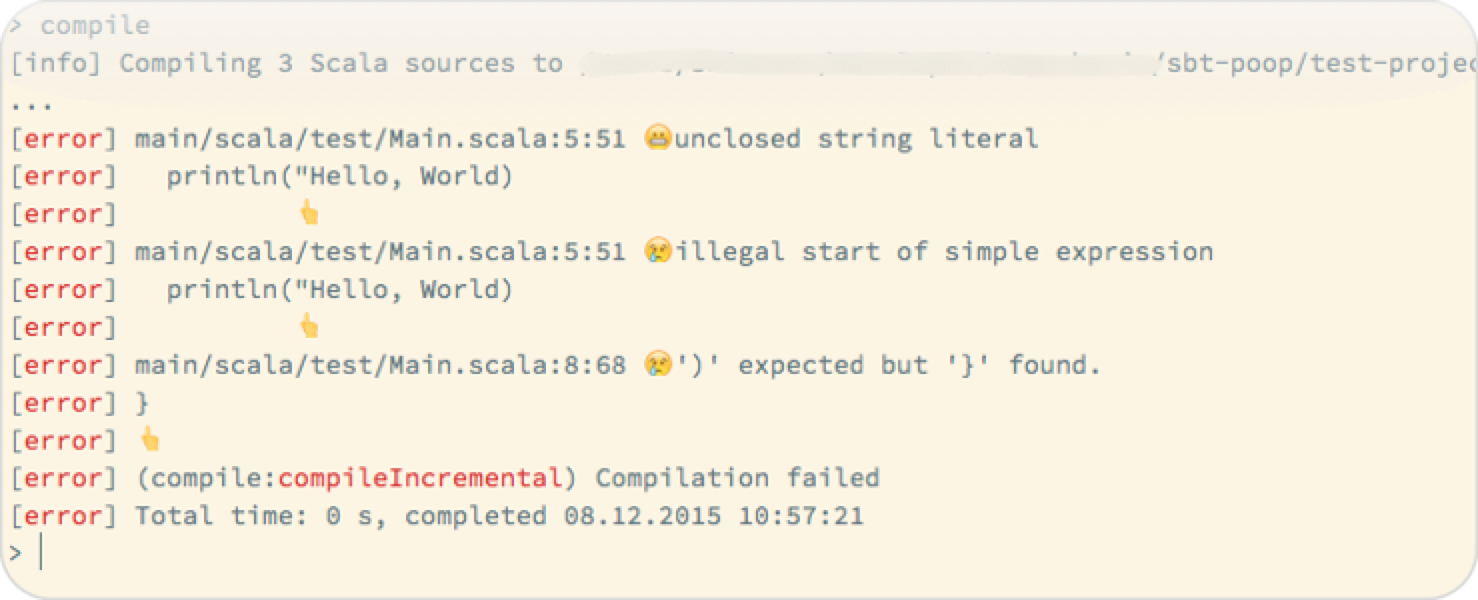 > compile
[info] Compiling 3 Scala sources to /sbt-poop/test-projec
...
[error] main/scala/test/Main.scala:5:51 😬unclosed string literal
[error]   println("Hello, World)
[error]           👆
[error] main/scala/test/Main.scala:5:51 😢illegal start of simple expression
[error]   println("Hello, World)
[error]           👆
[error] main/scala/test/Main.scala:8:68 😢')' expected but '}' found.
[error] }
[error] 👆
[error] (compile:compileIncremental) Compilation failed
[error] Total time: 0 s, completed 08.12.2015 10:57:21
>